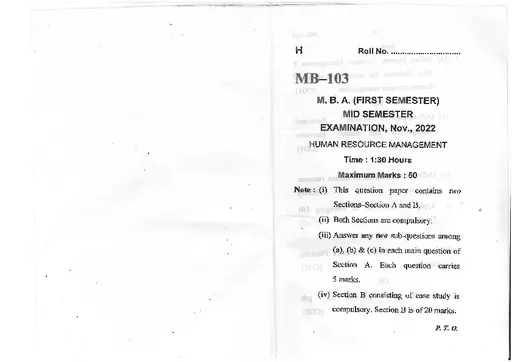 H Roll No. ..............................
MB–103
M. B. A. (FIRST SEMESTER)
MID SEMESTER
EXAMINATION, Nov., 2022
HUMAN RESOURCE MANAGEMENT
Time : 1:30 Hours
Maximum Marks : 50
Note : (i) This question paper contains two
Sections–Section A and B.
(ii) Both Sections are compulsory.
(iii) Answer any two sub-questions among
(a), (b) & (c) in each main question of
Section A. Each question carries
5 marks.
(iv) Section B consisting of case study is
compulsory. Section B is of 20 marks.
P. T. O.